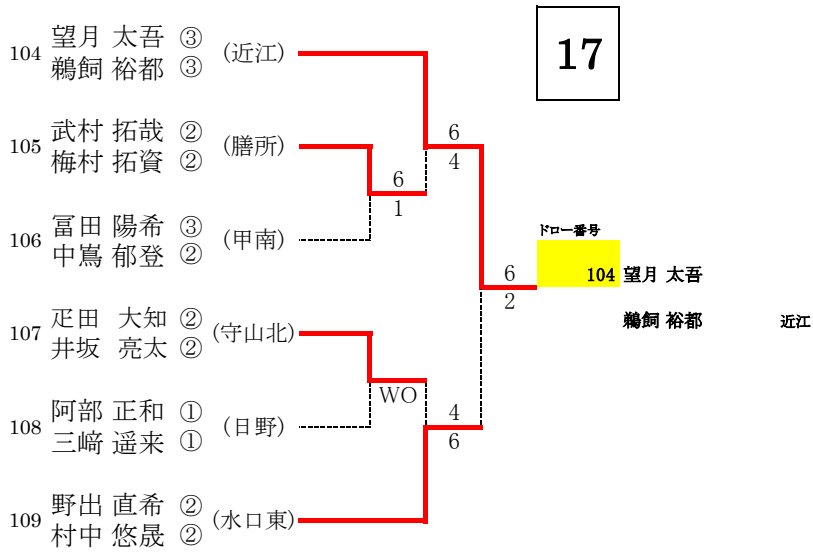 17
104 望月 太吾 ③ (近江)
鵜飼 裕都 ③
6
4
105 武村 拓哉 ② (膳所)
梅村 拓資 ②
6
1
106 冨田 陽希 ③ (甲南)
中嶌 郁登 ②
ドロー番号
104 望月 太吾
鵜飼 裕都 近江
6
2
107 疋田 大知 ② (守山北)
井坂 亮太 ②
WO
108 阿部 正和 ① (日野)
三﨑 遥来 ①
4
6
109 野出 直希 ② (水口東)
村中 悠晟 ②